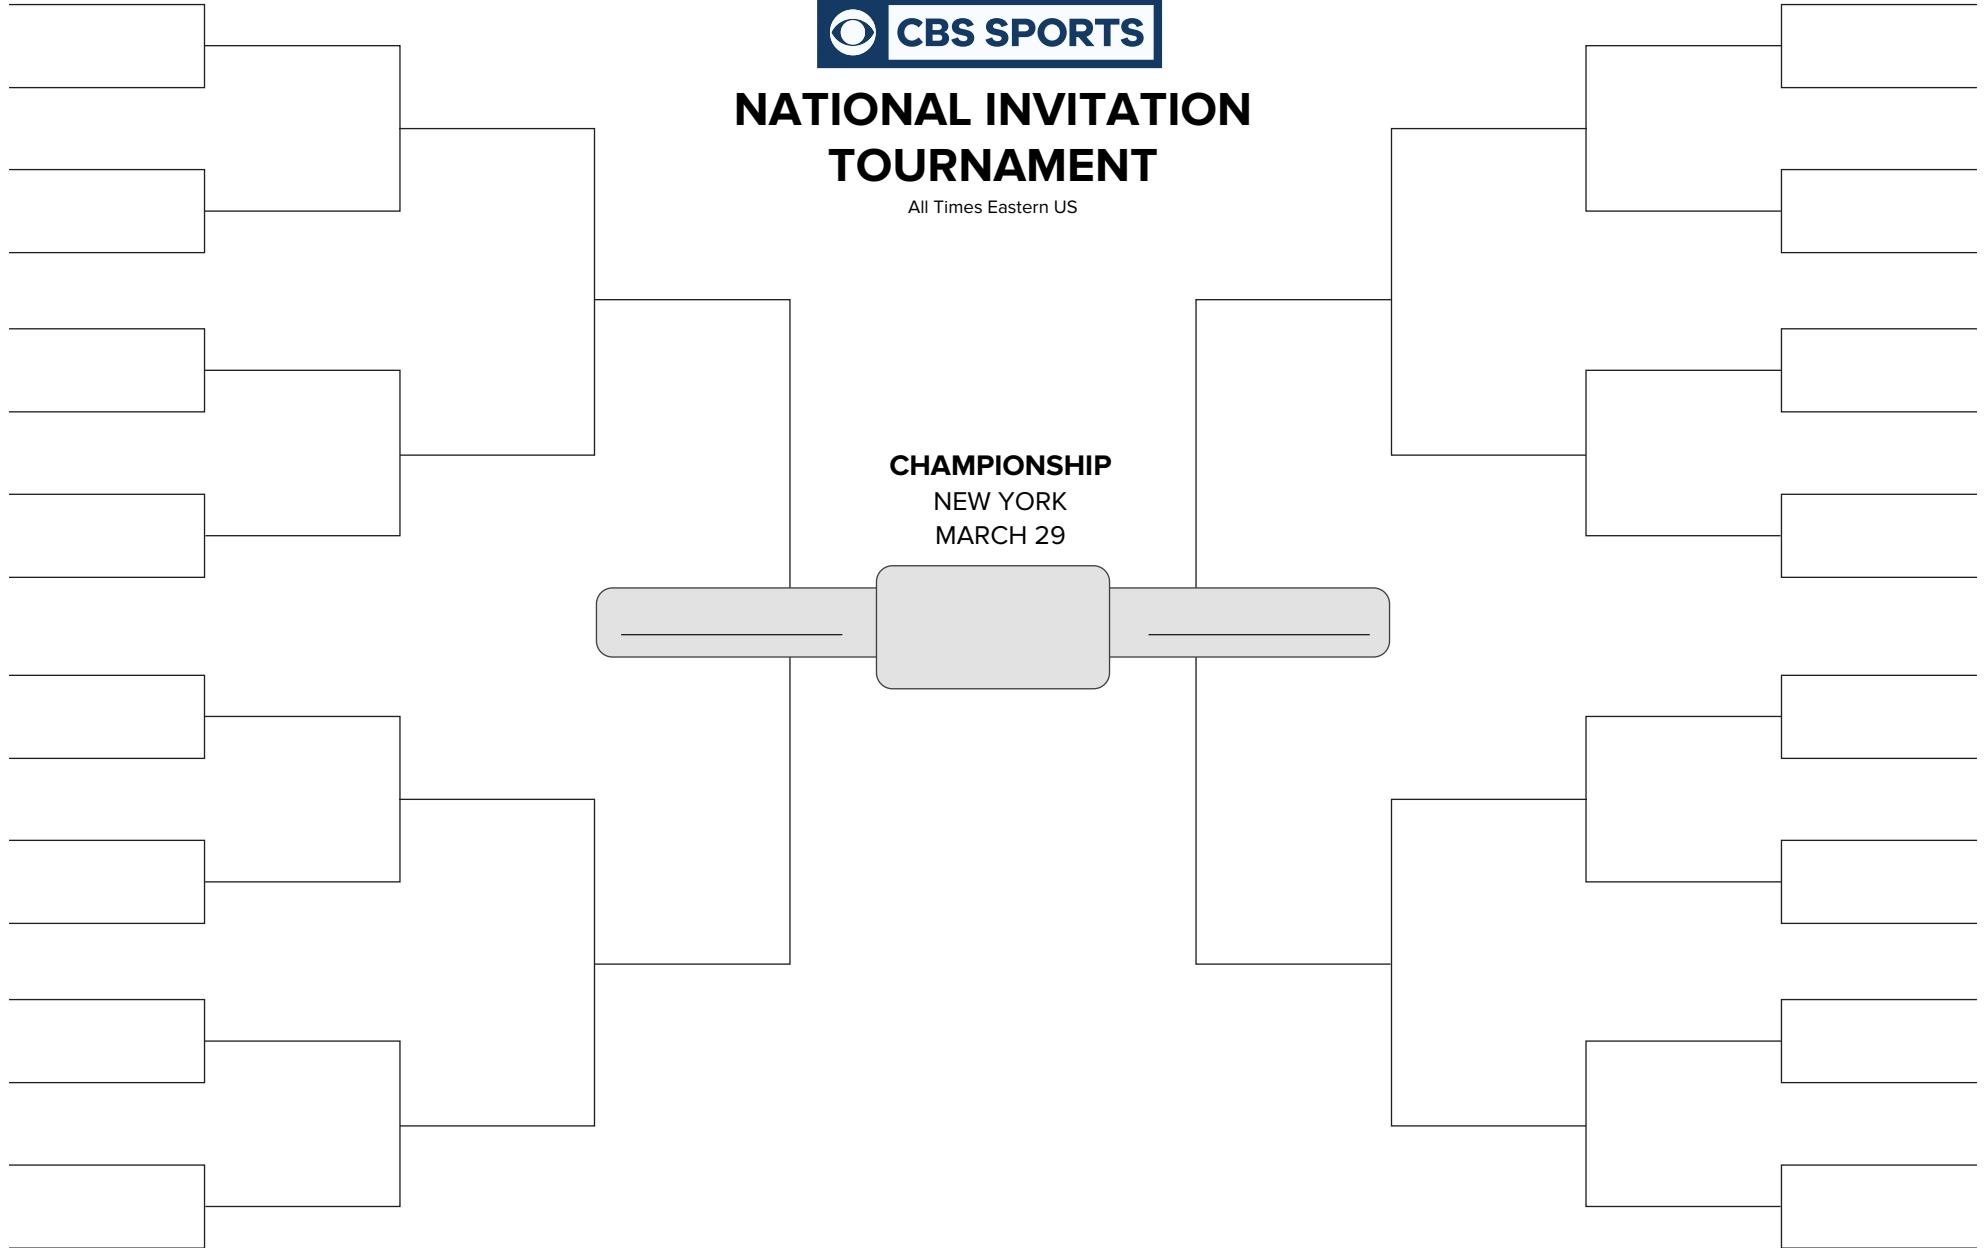 CBS SPORTS
NATIONAL INVITATION
TOURNAMENT
All Times Eastern US
CHAMPIONSHIP
NEW YORK
MARCH 29